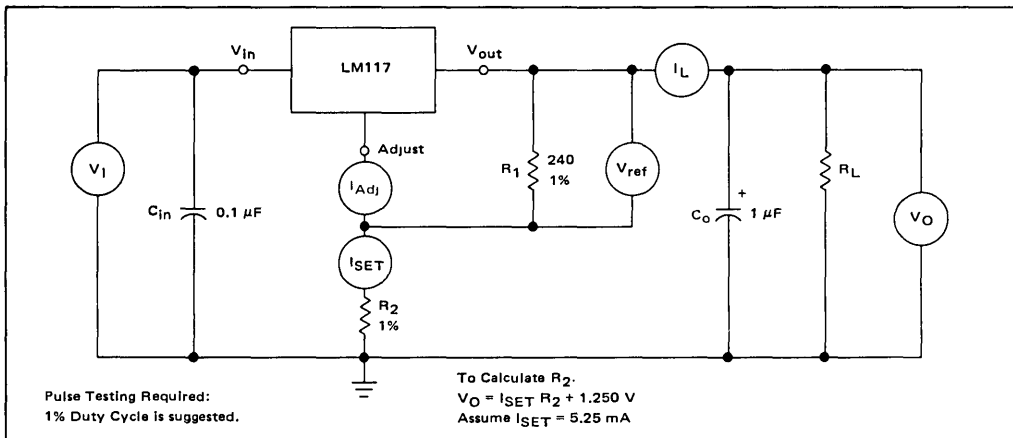 Vin
LM117
Vout
IL
Adjust
VI
R1
240
1%
Vref
IAdj
RL
+
Cin
0.1 μF
Co
1 μF
VO
ISET
R2
1%
Pulse Testing Required:
1% Duty Cycle is suggested.
To Calculate R2.
VO = ISET R2 + 1.250 V
Assume ISET = 5.25 mA